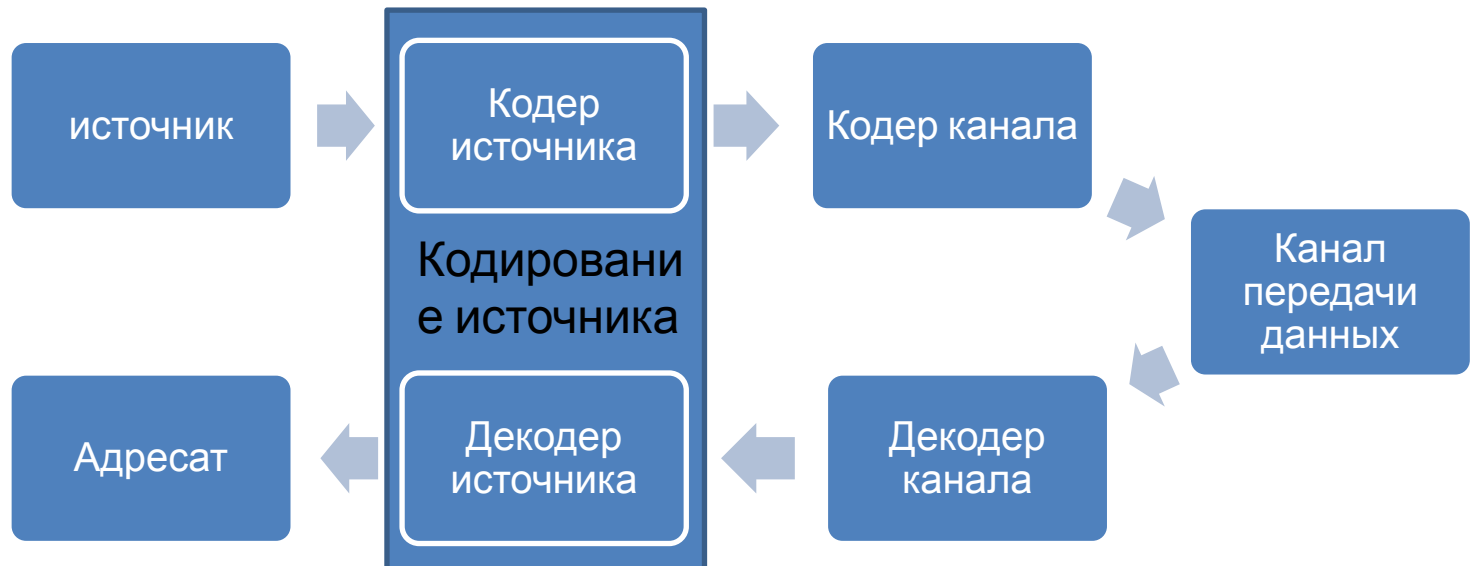 источник
Кодер
источника
Кодер канала
Канал
передачи
данных
Кодировани
е источника
Адресат
Декодер
источника
Декодер
канала